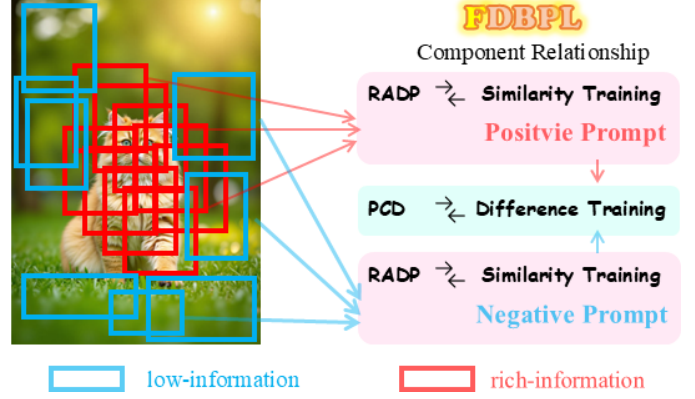 FDBPL
Component Relationship
RADP Similarity Training
Positvie Prompt
PCD Difference Training
RADP Similarity Training
Negative Prompt
low-information rich-information